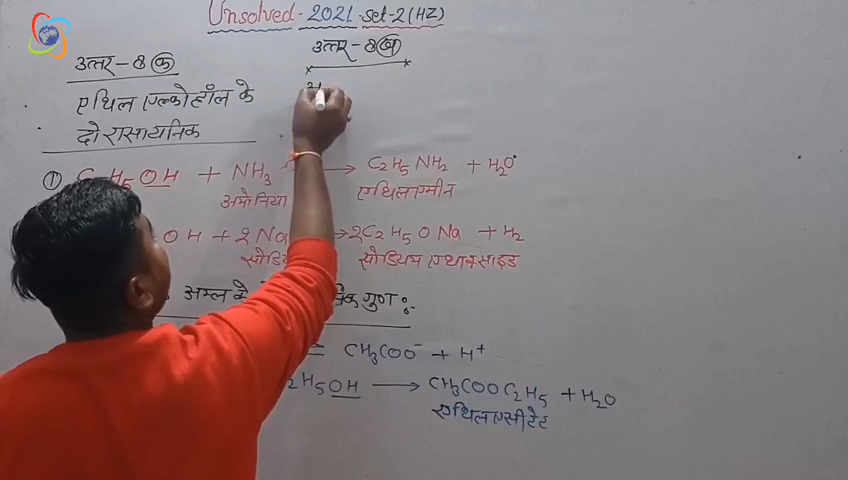 Unsolved-2021-set-2(HZ)
उत्तर-8(क)
एथिल एल्कोहॉल के
दो रासायनिक
① C₂H₅OH + NH₃ → C₂H₅NH₂ + H₂O
अमोनिया एथिलएमीन
OH + 2Na → 2C₂H₅ONa + H₂
सोडियम एथाक्साइड
अम्ल के गुण :-
⇌ CH₃COO⁻ + H⁺
C₂H₅OH → CH₃COOC₂H₅ + H₂O
एथिलएसीटेट
उत्तर-8(ख)